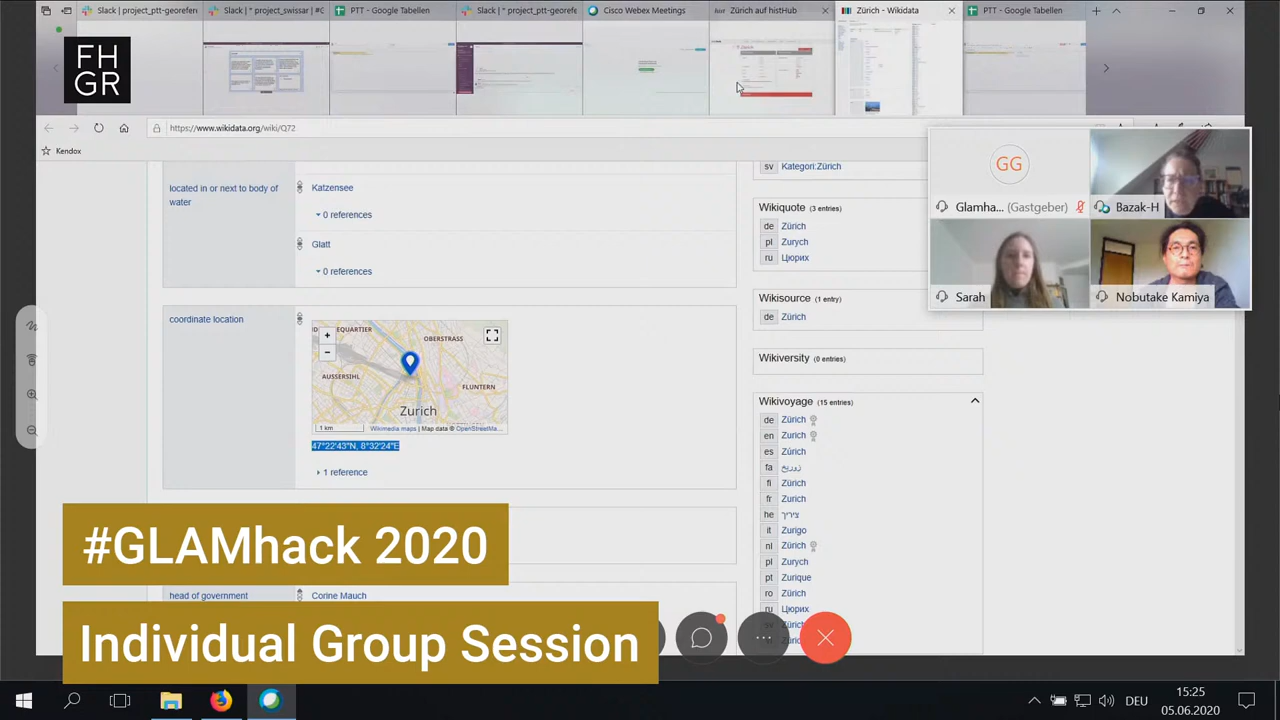 Slack | project_ptt-georefen
Slack | * project_swissar | #G
PTT - Google Tabellen
Slack | * project_ptt-georefe
Cisco Webex Meetings
hist
Zürich auf histHub
Zürich - Wikidata
PTT - Google Tabellen
FH
GR
https://www.wikidata.org/wiki/Q72
Kendox
located in or next to body of
water
Katzensee
0 references
Glatt
0 references
coordinate location
OBERSTRASS
AUSSERSIHL
FLUNTERN
Zurich
1 km
Wikimedia maps | Map data © OpenStreetMa...
47°22'43"N, 8°32'24"E
1 reference
head of government
Corine Mauch
sv Kategori:Zürich
Wikiquote (3 entries)
de Zürich
pl Zurych
ru Цюрих
Wikisource (1 entry)
de Zürich
Wikiversity (0 entries)
Wikivoyage (15 entries)
de Zürich
en Zurich
es Zúrich
fa زوریخ
fi Zürich
fr Zurich
he ציריך
it Zurigo
nl Zürich
pl Zurych
pt Zurique
ro Zürich
ru Цюрих
sv
GG
Glamha... (Gastgeber)
Bazak-H
Sarah
Nobutake Kamiya
#GLAMhack 2020
Individual Group Session
DEU
15:25
05.06.2020